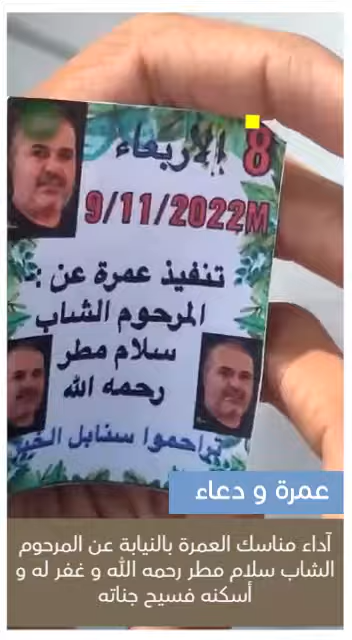 8 الاربعاء
9/11/2022M
تنفيذ عمرة عن :
المرحوم الشاب
سلام مطر
رحمه الله
تراحموا سنابل الخير
عمرة و دعاء
آداء مناسك العمرة بالنيابة عن المرحوم
الشاب سلام مطر رحمه الله و غفر له و
أسكنه فسيح جناته